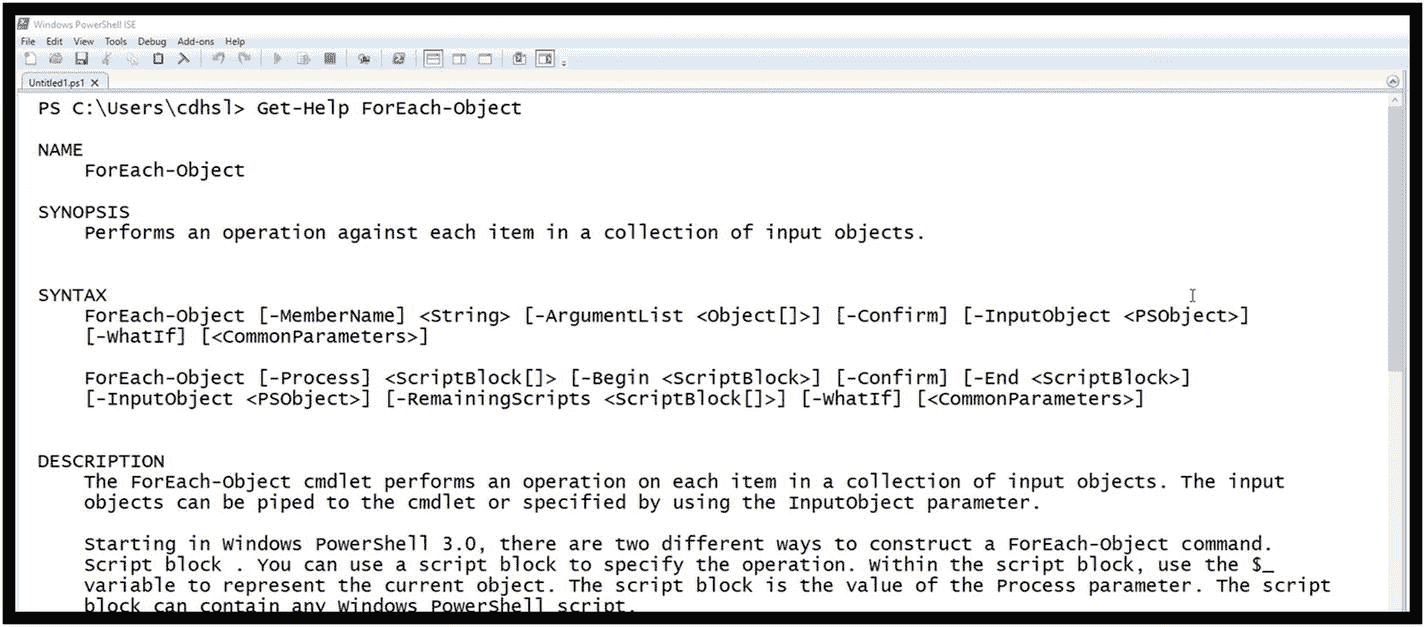 Windows PowerShell ISE
File Edit View Tools Debug Add-ons Help
Untitled1.ps1 X
PS C:\Users\cdhsl> Get-Help ForEach-Object
NAME
ForEach-Object
SYNOPSIS
Performs an operation against each item in a collection of input objects.
SYNTAX
ForEach-Object [-MemberName] <String> [-ArgumentList <Object[]>] [-Confirm] [-InputObject <PSObject>]
[-WhatIf] [<CommonParameters>]
ForEach-Object [-Process] <ScriptBlock[]> [-Begin <ScriptBlock>] [-Confirm] [-End <ScriptBlock>]
[-InputObject <PSObject>] [-RemainingScripts <ScriptBlock[]>] [-WhatIf] [<CommonParameters>]
DESCRIPTION
The ForEach-Object cmdlet performs an operation on each item in a collection of input objects. The input
objects can be piped to the cmdlet or specified by using the InputObject parameter.
Starting in Windows PowerShell 3.0, there are two different ways to construct a ForEach-Object command.
Script block . You can use a script block to specify the operation. Within the script block, use the $_
variable to represent the current object. The script block is the value of the Process parameter. The script
block can contain any Windows PowerShell script.